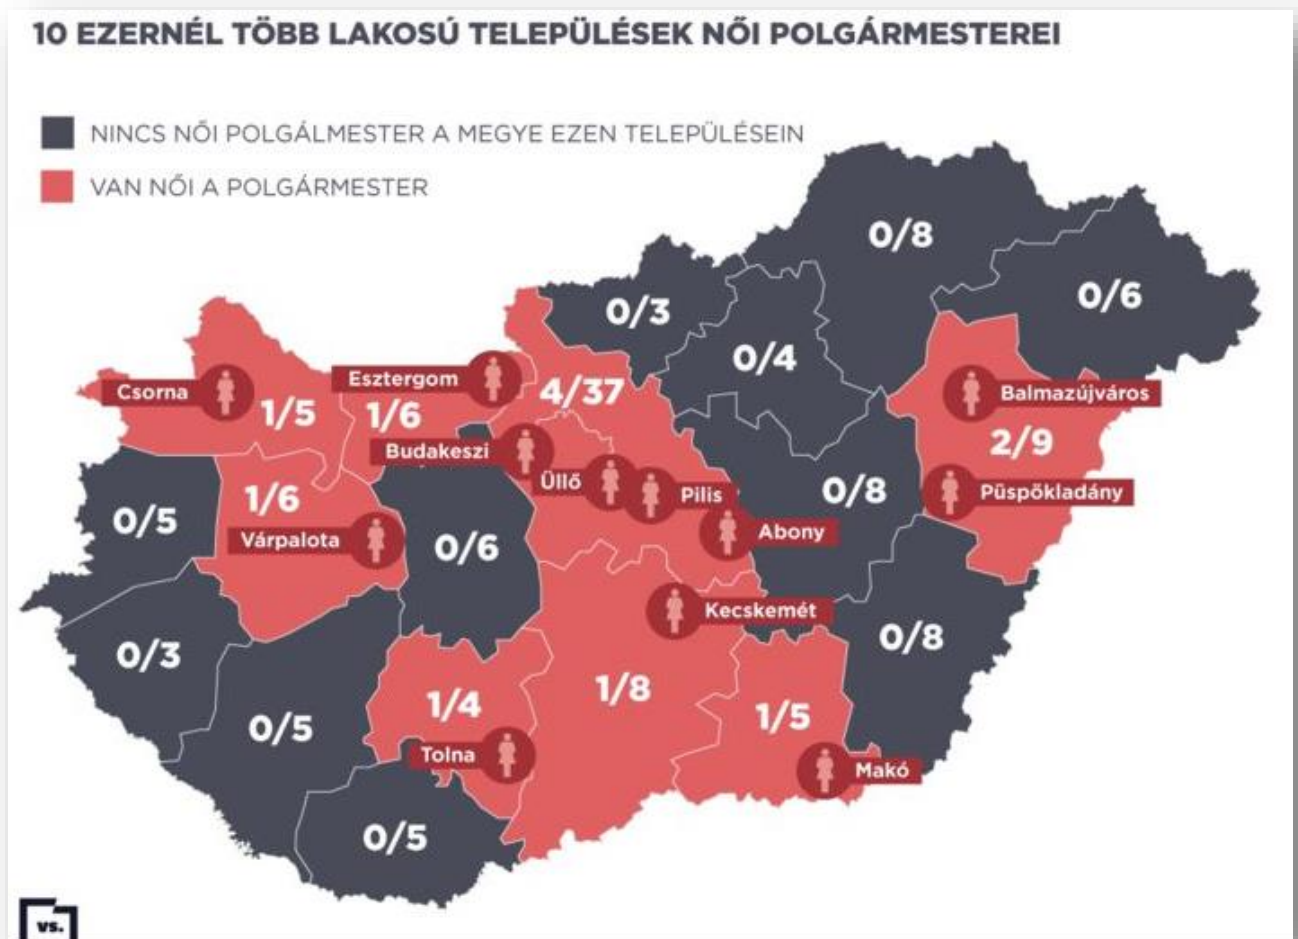 10 EZERNÉL TÖBB LAKOSÚ TELEPÜLÉSEK NŐI POLGÁRMESTEREI
NINCS NŐI POLGÁLMESTER A MEGYE EZEN TELEPÜLÉSEIN
VAN NŐI A POLGÁRMESTER
0/8
0/6
0/3
0/4
Csorna
1/5
Esztergom
1/6
4/37
Balmazújváros
2/9
Budakeszi
Üllő
Pilis
0/8
Püspökladány
0/5
1/6
Várpalota
0/6
Abony
Kecskemét
0/8
0/3
0/5
1/4
1/8
1/5
Tolna
Makó
0/5
vs.